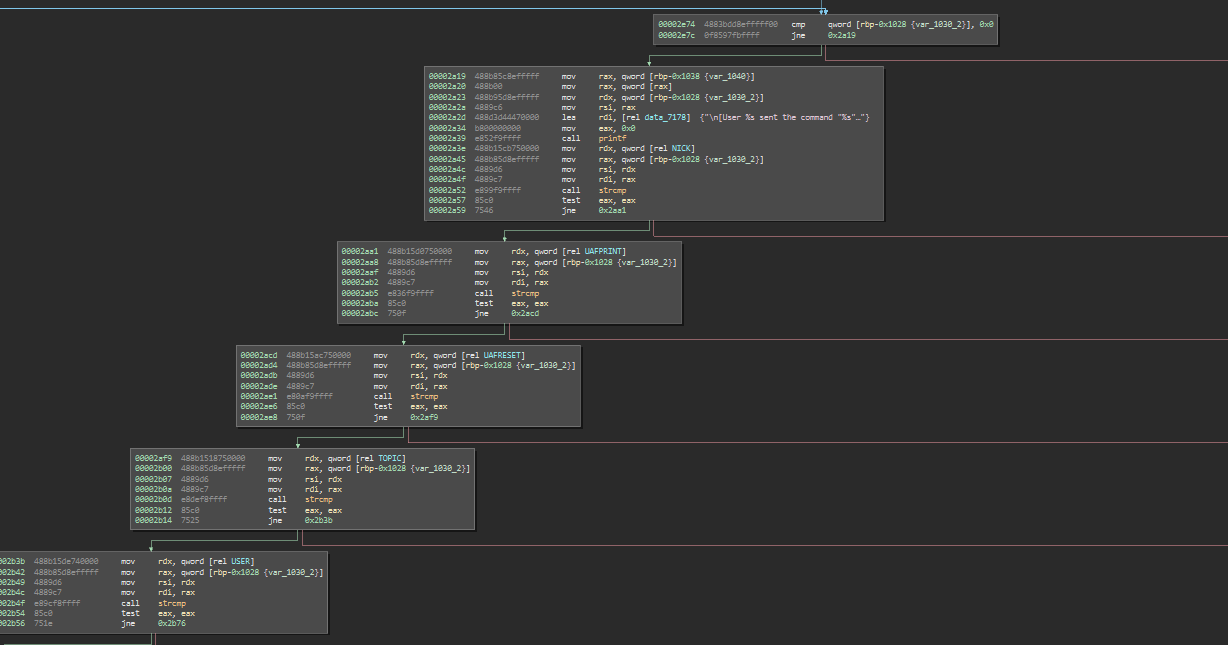 00002e74 4883bdd8efffff00 cmp qword [rbp-0x1028 {var_1030_2}], 0x0
00002e7c 0f8597fbffff jne 0x2a19
00002a19 488b85c8efffff mov rax, qword [rbp-0x1038 {var_1040}]
00002a20 488b00 mov rax, qword [rax]
00002a23 488b95d8efffff mov rdx, qword [rbp-0x1028 {var_1030_2}]
00002a2a 4889c6 mov rsi, rax
00002a2d 488d3d44470000 lea rdi, [rel data_7178] {"\n[User %s sent the command "%s"…"}
00002a34 b800000000 mov eax, 0x0
00002a39 e852f9ffff call printf
00002a3e 488b15cb750000 mov rdx, qword [rel NICK]
00002a45 488b85d8efffff mov rax, qword [rbp-0x1028 {var_1030_2}]
00002a4c 4889d6 mov rsi, rdx
00002a4f 4889c7 mov rdi, rax
00002a52 e899f9ffff call strcmp
00002a57 85c0 test eax, eax
00002a59 7546 jne 0x2aa1
00002aa1 488b15d0750000 mov rdx, qword [rel UAFPRINT]
00002aa8 488b85d8efffff mov rax, qword [rbp-0x1028 {var_1030_2}]
00002aaf 4889d6 mov rsi, rdx
00002ab2 4889c7 mov rdi, rax
00002ab5 e836f9ffff call strcmp
00002aba 85c0 test eax, eax
00002abc 750f jne 0x2acd
00002acd 488b15ac750000 mov rdx, qword [rel UAFRESET]
00002ad4 488b85d8efffff mov rax, qword [rbp-0x1028 {var_1030_2}]
00002adb 4889d6 mov rsi, rdx
00002ade 4889c7 mov rdi, rax
00002ae1 e80af9ffff call strcmp
00002ae6 85c0 test eax, eax
00002ae8 750f jne 0x2af9
00002af9 488b1518750000 mov rdx, qword [rel TOPIC]
00002b00 488b85d8efffff mov rax, qword [rbp-0x1028 {var_1030_2}]
00002b07 4889d6 mov rsi, rdx
00002b0a 4889c7 mov rdi, rax
00002b0d e8def8ffff call strcmp
00002b12 85c0 test eax, eax
00002b14 7525 jne 0x2b3b
002b3b 488b15de740000 mov rdx, qword [rel USER]
002b42 488b85d8efffff mov rax, qword [rbp-0x1028 {var_1030_2}]
002b49 4889d6 mov rsi, rdx
002b4c 4889c7 mov rdi, rax
002b4f e89cf8ffff call strcmp
002b54 85c0 test eax, eax
002b56 751e jne 0x2b76